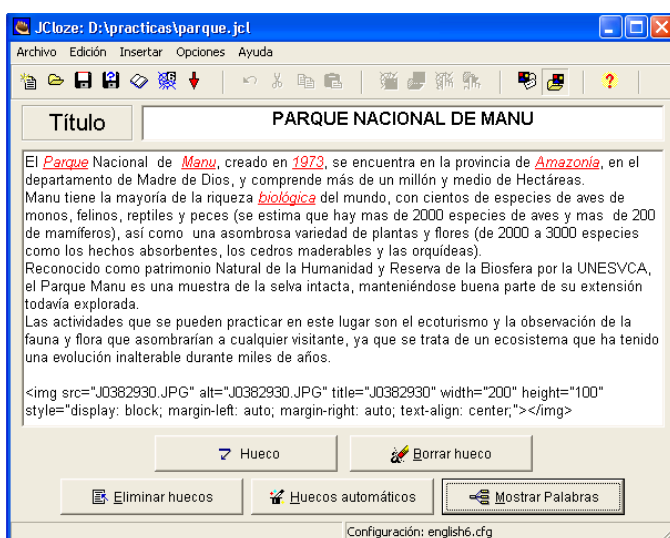 JCloze: D:\practicas\parque.jcl
Archivo Edición Insertar Opciones Ayuda
Título
PARQUE NACIONAL DE MANU
El Parque Nacional de Manu, creado en 1973, se encuentra en la provincia de Amazonía, en el
departamento de Madre de Dios, y comprende más de un millón y medio de Hectáreas.
Manu tiene la mayoría de la riqueza biológica del mundo, con cientos de especies de aves de
monos, felinos, reptiles y peces (se estima que hay mas de 2000 especies de aves y mas de 200
de mamíferos), así como una asombrosa variedad de plantas y flores (de 2000 a 3000 especies
como los hechos absorbentes, los cedros maderables y las orquídeas).
Reconocido como patrimonio Natural de la Humanidad y Reserva de la Biosfera por la UNESVCA,
el Parque Manu es una muestra de la selva intacta, manteniéndose buena parte de su extensión
todavía explorada.
Las actividades que se pueden practicar en este lugar son el ecoturismo y la observación de la
fauna y flora que asombrarían a cualquier visitante, ya que se trata de un ecosistema que ha tenido
una evolución inalterable durante miles de años.
<img src="J0382930.JPG" alt="J0382930.JPG" title="J0382930" width="200" height="100"
style="display: block; margin-left: auto; margin-right: auto; text-align: center;"></img>
Hueco Borrar hueco
Eliminar huecos Huecos automáticos Mostrar Palabras
Configuración: english6.cfg